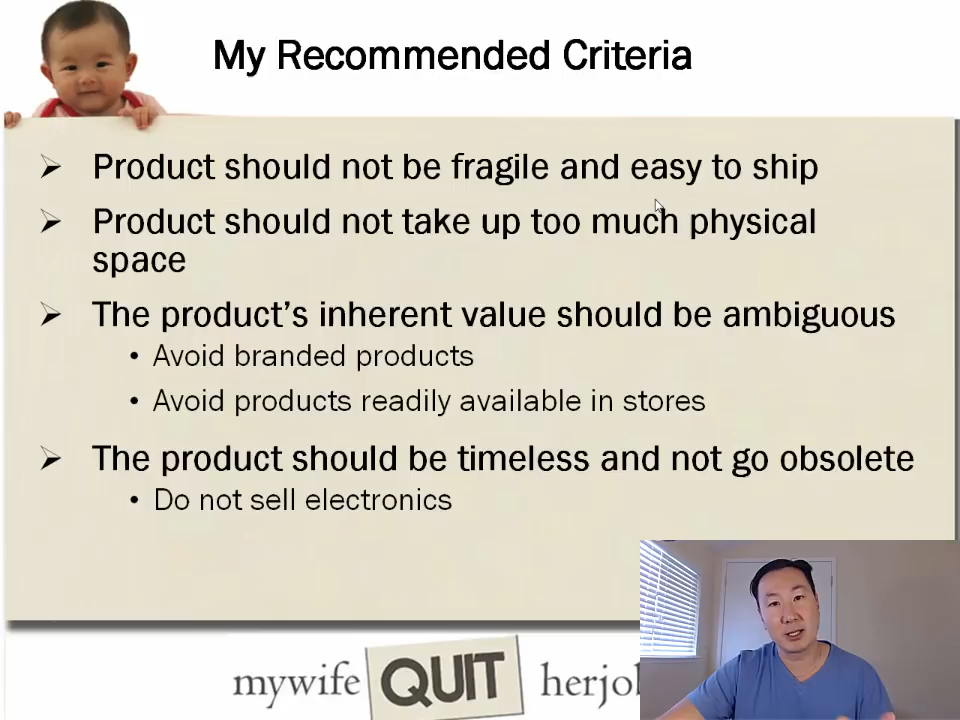 My Recommended Criteria
Product should not be fragile and easy to ship
Product should not take up too much physical
space
The product's inherent value should be ambiguous
Avoid branded products
Avoid products readily available in stores
The product should be timeless and not go obsolete
Do not sell electronics
mywife QUIT herjo